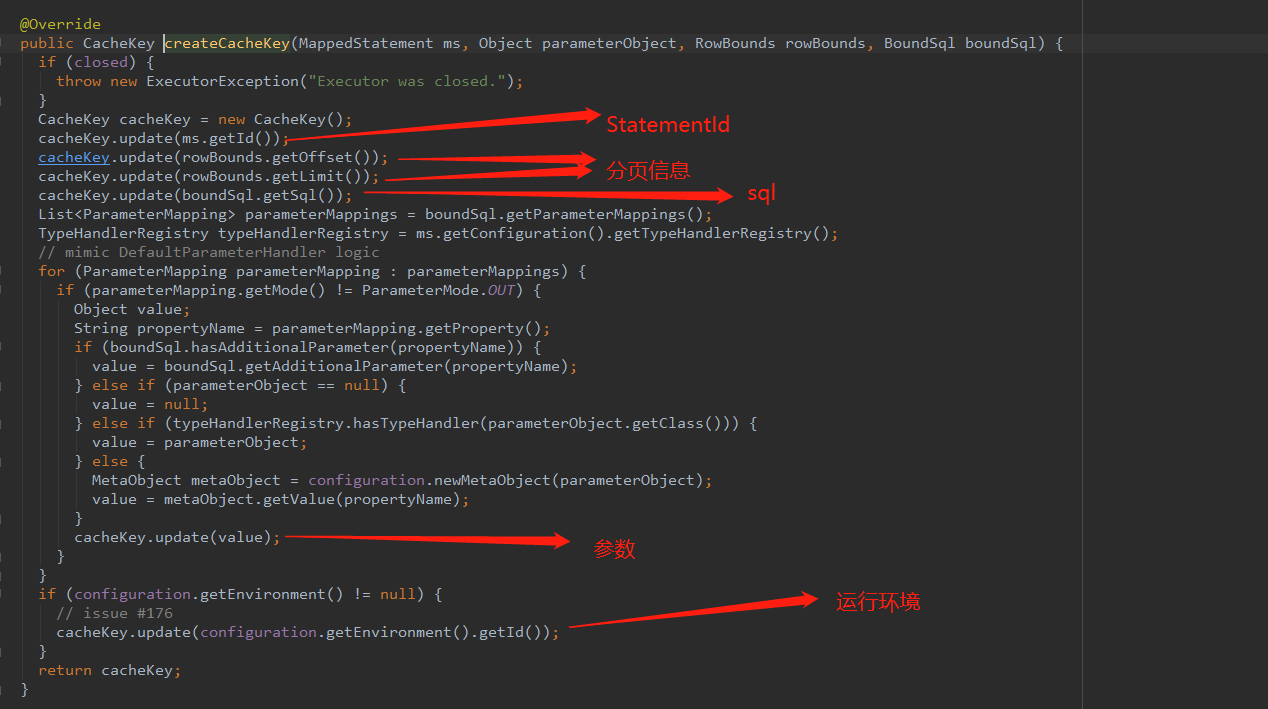 @Override
public CacheKey createCacheKey(MappedStatement ms, Object parameterObject, RowBounds rowBounds, BoundSql boundSql) {
if (closed) {
throw new ExecutorException("Executor was closed.");
}
CacheKey cacheKey = new CacheKey();
StatementId
cacheKey.update(ms.getId());
cacheKey.update(rowBounds.getOffset());
分页信息
cacheKey.update(rowBounds.getLimit());
cacheKey.update(boundSql.getSql());
sql
List<ParameterMapping> parameterMappings = boundSql.getParameterMappings();
TypeHandlerRegistry typeHandlerRegistry = ms.getConfiguration().getTypeHandlerRegistry();
// mimic DefaultParameterHandler logic
for (ParameterMapping parameterMapping : parameterMappings) {
if (parameterMapping.getMode() != ParameterMode.OUT) {
Object value;
String propertyName = parameterMapping.getProperty();
if (boundSql.hasAdditionalParameter(propertyName)) {
value = boundSql.getAdditionalParameter(propertyName);
} else if (parameterObject == null) {
value = null;
} else if (typeHandlerRegistry.hasTypeHandler(parameterObject.getClass())) {
value = parameterObject;
} else {
MetaObject metaObject = configuration.newMetaObject(parameterObject);
value = metaObject.getValue(propertyName);
}
cacheKey.update(value);
参数
}
}
if (configuration.getEnvironment() != null) {
运行环境
// issue #176
cacheKey.update(configuration.getEnvironment().getId());
}
return cacheKey;
}